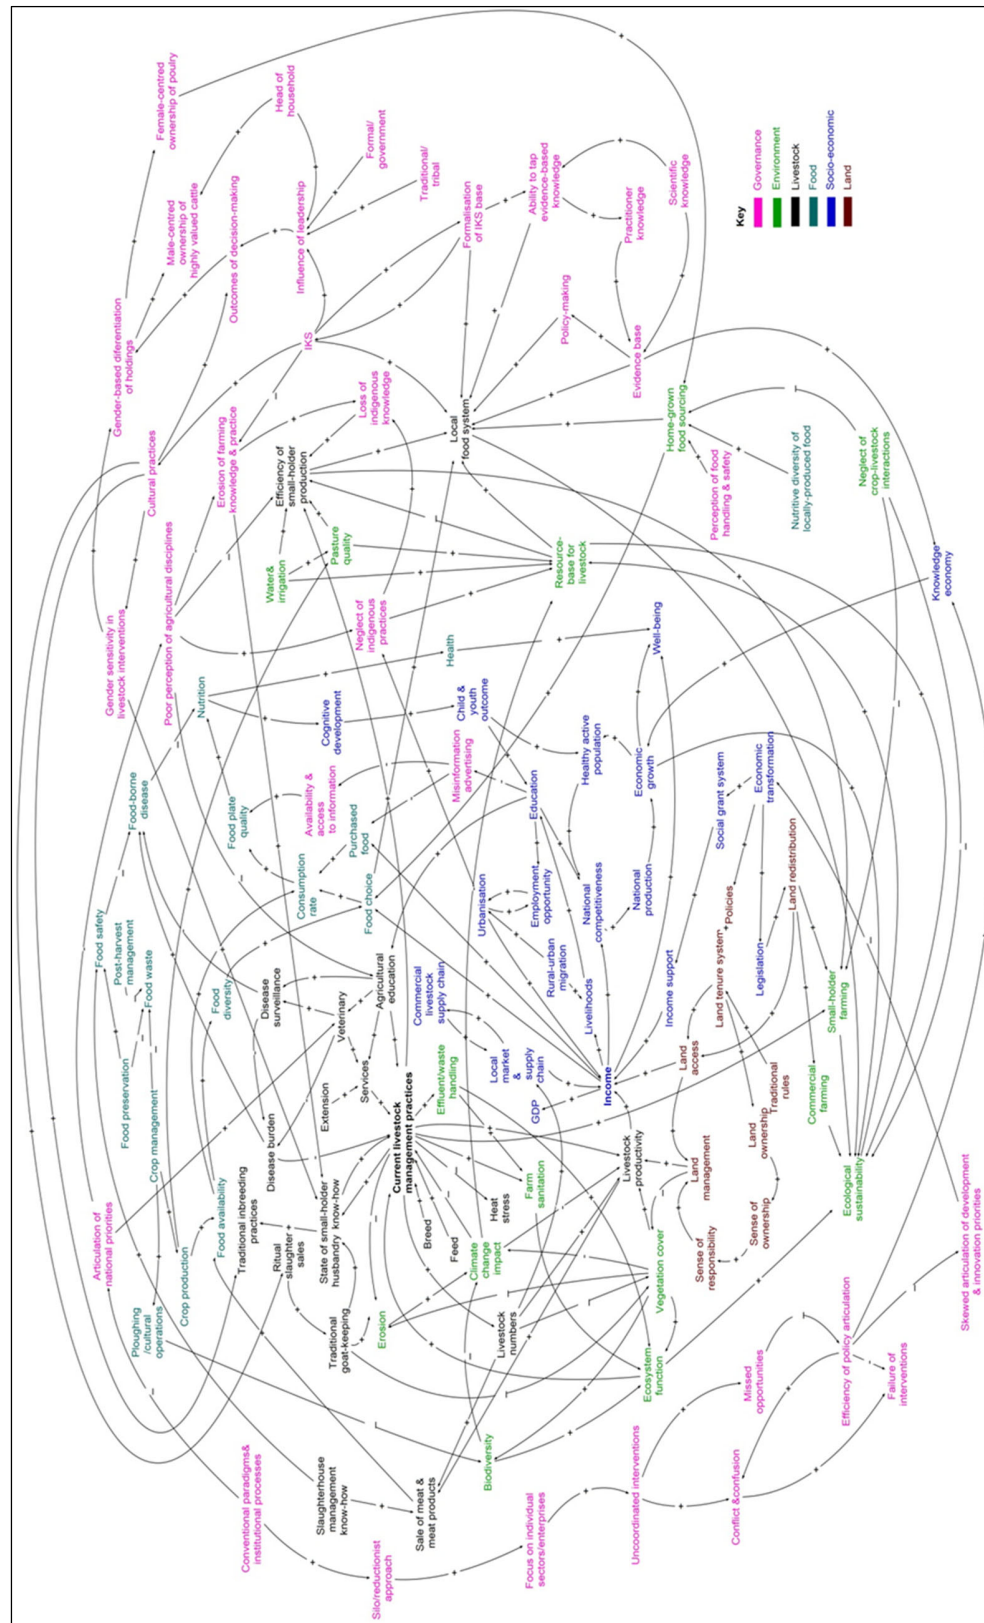 Female-centred
ownership of poulry
Head of
household
Gender-based diferentiation
of holdings
Male-centred
ownership of
highly valued cattle
Outcomes of decision-making
Influence of leadership
Formal/
government
Traditional/
tribal
Formalisation
of IKS base
Ability to tap
evidence-based
knowledge
Practitioner
knowledge
Scientific
knowledge
Key
Governance
Environment
Livestock
Food
Socio-economic
Land
Policy-making
Evidence base
IKS
Cultural practices
Erosion of farming
knowledge & practice
Loss of
indigenous
knowledge
Efficiency of
small-holder
production
Local
food system
Home-grown
food sourcing
Perception of food
handling & safety
Nutritive diversity of
locally-produced food
Neglect of
crop-livestock
interactions
Gender sensitivity in
livestock interventions
Poor perception of agricultural disciplines
Water&
irrigation
Pasture
quality
Neglect of
indigenous
practices
Resource-
base for
livestock
Knowledge
economy
Nutrition
Health
Well-being
Cognitive
development
Child &
youth
outcome
Healthy active
population
Economic
growth
Food-borne
disease
Food plate
quality
Availability &
access
to information
Misinformation
advertising
Education
Social grant system
Economic
transformation
Consumption
rate
Purchased
food
Food choice
Urbanisation
Employment
opportunity
National
competitiveness
National
production
Land redistribution
Policies
Food safety
Post-harvest
management
Food waste
Food
diversity
Disease
surveillance
Agricultural
education
Commercial
livestock
supply chain
Rural-urban
migration
Livelihoods
Income support
Land tenure system
Legislation
Small-holder
farming
Food preservation
Crop management
Veterinary
Services
Extension
Effluent/waste
handling
Local
market
&
supply
chain
GDP
Income
Land
access
Traditional
rules
Land
ownership
Commercial
farming
Ecological
sustainability
Articulation of
national priorities
Crop production
Food availability
Disease burden
Traditional inbreeding
practices
Ritual
slaughter
sales
State of small-holder
husbandry know-how
Current livestock
management practices
Breed
Feed
Heat
stress
Farm
sanitation
Livestock
productivity
Land
management
Sense of
ownership
Sense of
responsibility
Ploughing
/cultural
operations
Traditional
goat-keeping
Erosion
Climate
change
impact
Livestock
numbers
Vegetation cover
Ecosystem
function
Skewed articulation of development
& innovation priorities
Biodiversity
Missed
opportunities
Efficiency of policy articulation
Failure of
interventions
Conventional paradigms&
institutional processes
Slaughterhouse
management
know-how
Sale of meat &
meat products
Silo/reductionist
approach
Focus on individual
sectors/enterprises
Uncoordinated interventions
Conflict &confusion